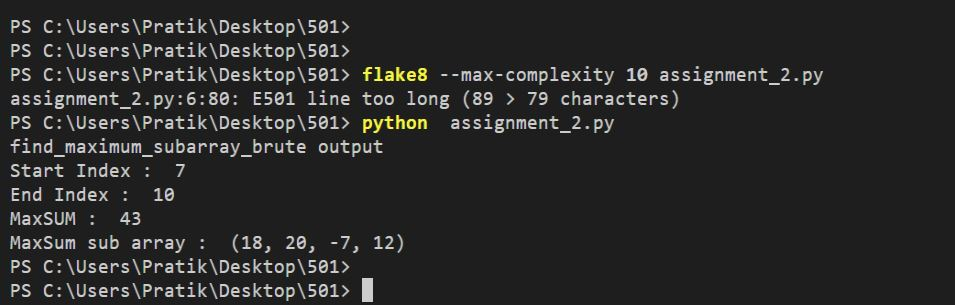 PS C:\Users\Pratik\Desktop\501>
PS C:\Users\Pratik\Desktop\501>
PS C:\Users\Pratik\Desktop\501> flake8 --max-complexity 10 assignment_2.py
assignment_2.py:6:80: E501 line too long (89 > 79 characters)
PS C:\Users\Pratik\Desktop\501> python  assignment_2.py
find_maximum_subarray_brute output
Start Index :  7
End Index :  10
MaxSUM :  43
MaxSum sub array :  (18, 20, -7, 12)
PS C:\Users\Pratik\Desktop\501>
PS C:\Users\Pratik\Desktop\501>